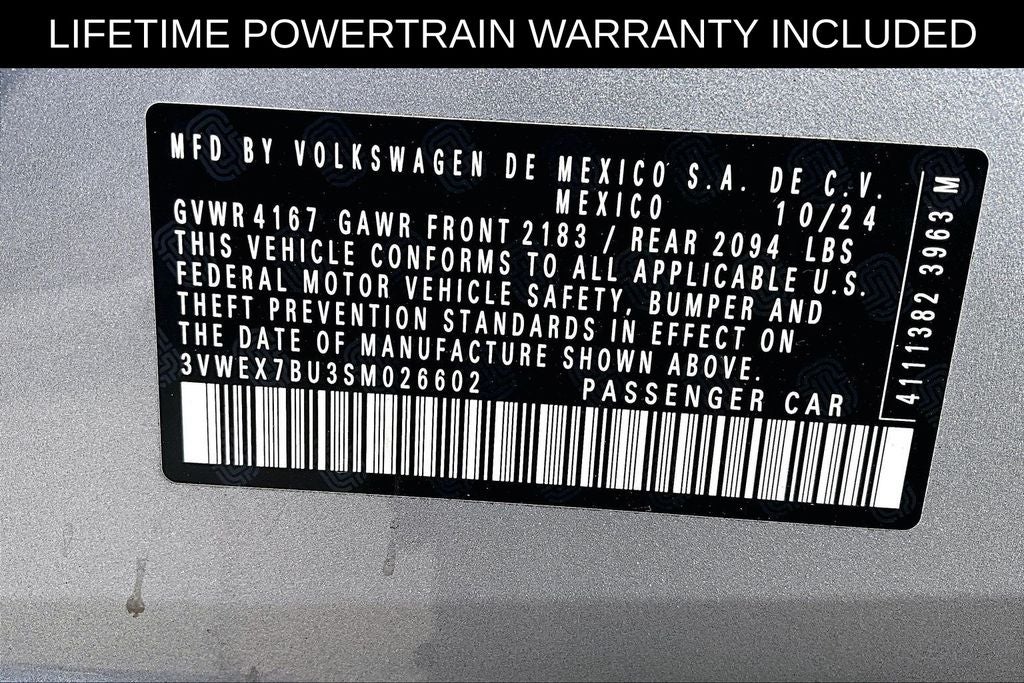 LIFETIME POWERTRAIN WARRANTY INCLUDED
MFD BY VOLKSWAGEN DE MEXICO S.A. DE C.V.
MEXICO 10/24
GVWR 4167 GAWR FRONT 2183 / REAR 2094 LBS
THIS VEHICLE CONFORMS TO ALL APPLICABLE U.S.
FEDERAL MOTOR VEHICLE SAFETY, BUMPER AND
THEFT PREVENTION STANDARDS IN EFFECT ON
THE DATE OF MANUFACTURE SHOWN ABOVE.
3VWEX7BU3SM026602 PASSENGER CAR
4111382 3963 M